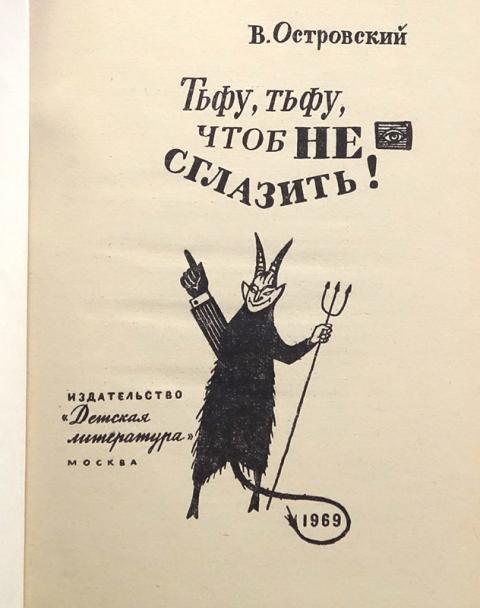 В. Островский
Тьфу, тьфу,
чтоб НЕ
СГЛАЗИТЬ!
ИЗДАТЕЛЬСТВО
«Детская
литература»
МОСКВА
1969